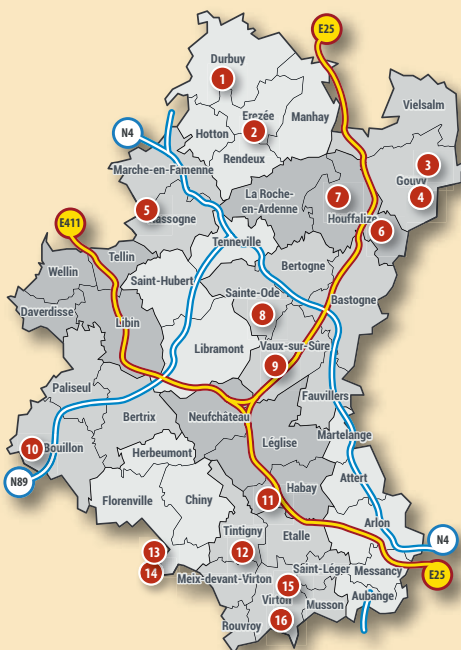 E25
Durbuy
1
Vielsalm
N4
Erezée
2
Manhay
Hotton
Rendeux
3
Marche-en-Famenne
Gouvy
4
La Roche-
en-Ardenne
7
5
Houffalize
6
E411
Tenneville
Tellin
Wellin
Bertogne
Saint-Hubert
Sainte-Ode
Bastogne
Daverdisse
8
Libin
Libramont
Vaux-sur-Sûre
9
Paliseul
Fauvillers
Bertrix
Neufchâteau
Martelange
10
Bouillon
Léglise
Herbeumont
Attert
N89
Habay
Florenville
Chiny
11
Arlon
Tintigny
Etalle
N4
13
12
14
Meix-devant-Virton
Saint-Léger
Messancy
E25
15
Virton
Musson
Aubange
Rouvroy
16